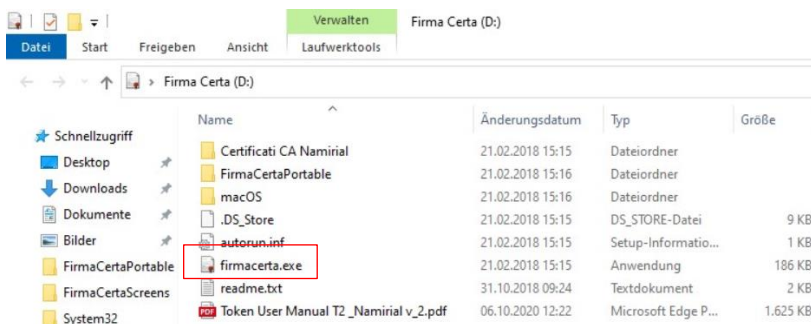 Verwalten Firma Certa (D:)
Datei Start Freigeben Ansicht Laufwerktools
Firma Certa (D:)
Name Änderungsdatum Typ Größe
Schnellzugriff
Desktop
Downloads
Dokumente
Bilder
FirmaCertaPortable
FirmaCertaScreens
System32
Certificati CA Namirial 21.02.2018 15:15 Dateiordner
FirmaCertaPortable 21.02.2018 15:16 Dateiordner
macOS 21.02.2018 15:16 Dateiordner
.DS_Store 21.02.2018 15:15 DS_STORE-Datei 9 KB
autorun.inf 21.02.2018 15:15 Setup-Informatio... 1 KB
firmacerta.exe 21.02.2018 15:15 Anwendung 186 KB
readme.txt 31.10.2018 09:24 Textdokument 2 KB
PDF Token User Manual T2 _Namirial v_2.pdf 06.10.2020 12:22 Microsoft Edge P... 1.625 KB